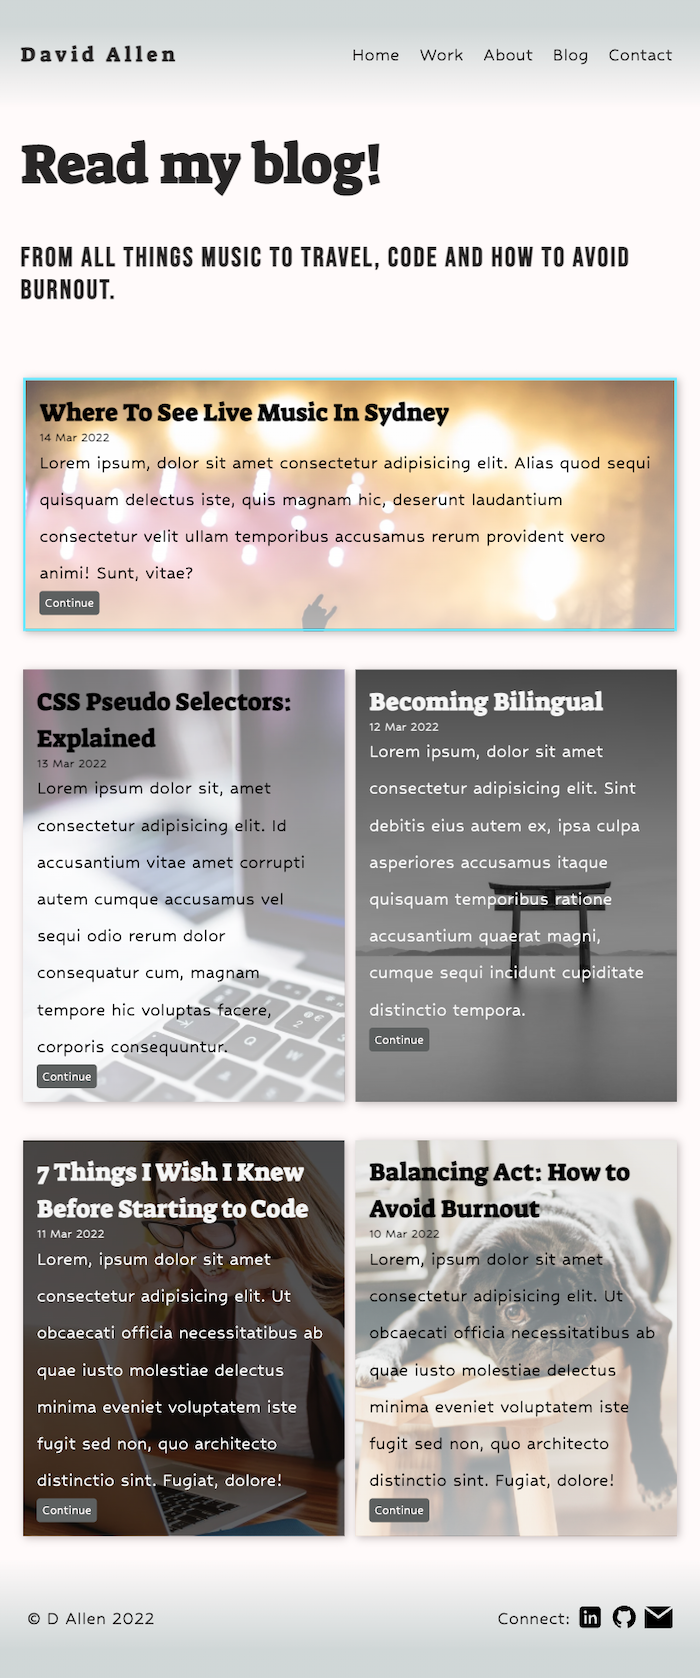 David Allen
Home Work About Blog Contact
Read my blog!
FROM ALL THINGS MUSIC TO TRAVEL, CODE AND HOW TO AVOID
BURNOUT.
Where To See Live Music In Sydney
14 Mar 2022
Lorem ipsum, dolor sit amet consectetur adipisicing elit. Alias quod sequi
quisquam delectus iste, quis magnam hic, deserunt laudantium
consectetur velit ullam temporibus accusamus rerum provident vero
animi! Sunt, vitae?
Continue
CSS Pseudo Selectors:
Explained
13 Mar 2022
Lorem ipsum dolor sit, amet
consectetur adipisicing elit. Id
accusantium vitae amet corrupti
autem cumque accusamus vel
sequi odio rerum dolor
consequatur cum, magnam
tempore hic voluptas facere,
corporis consequuntur.
Continue
Becoming Bilingual
12 Mar 2022
Lorem ipsum, dolor sit amet
consectetur adipisicing elit. Sint
debitis eius autem ex, ipsa culpa
asperiores accusamus itaque
quisquam temporibus ratione
accusantium quaerat magni,
cumque sequi incidunt cupiditate
distinctio tempora.
Continue
7 Things I Wish I Knew
Before Starting to Code
11 Mar 2022
Lorem, ipsum dolor sit amet
consectetur adipisicing elit. Ut
obcaecati officia necessitatibus ab
quae iusto molestiae delectus
minima eveniet voluptatem iste
fugit sed non, quo architecto
distinctio sint. Fugiat, dolore!
Continue
Balancing Act: How to
Avoid Burnout
10 Mar 2022
Lorem, ipsum dolor sit amet
consectetur adipisicing elit. Ut
obcaecati officia necessitatibus ab
quae iusto molestiae delectus
minima eveniet voluptatem iste
fugit sed non, quo architecto
distinctio sint. Fugiat, dolore!
Continue
© D Allen 2022
Connect: